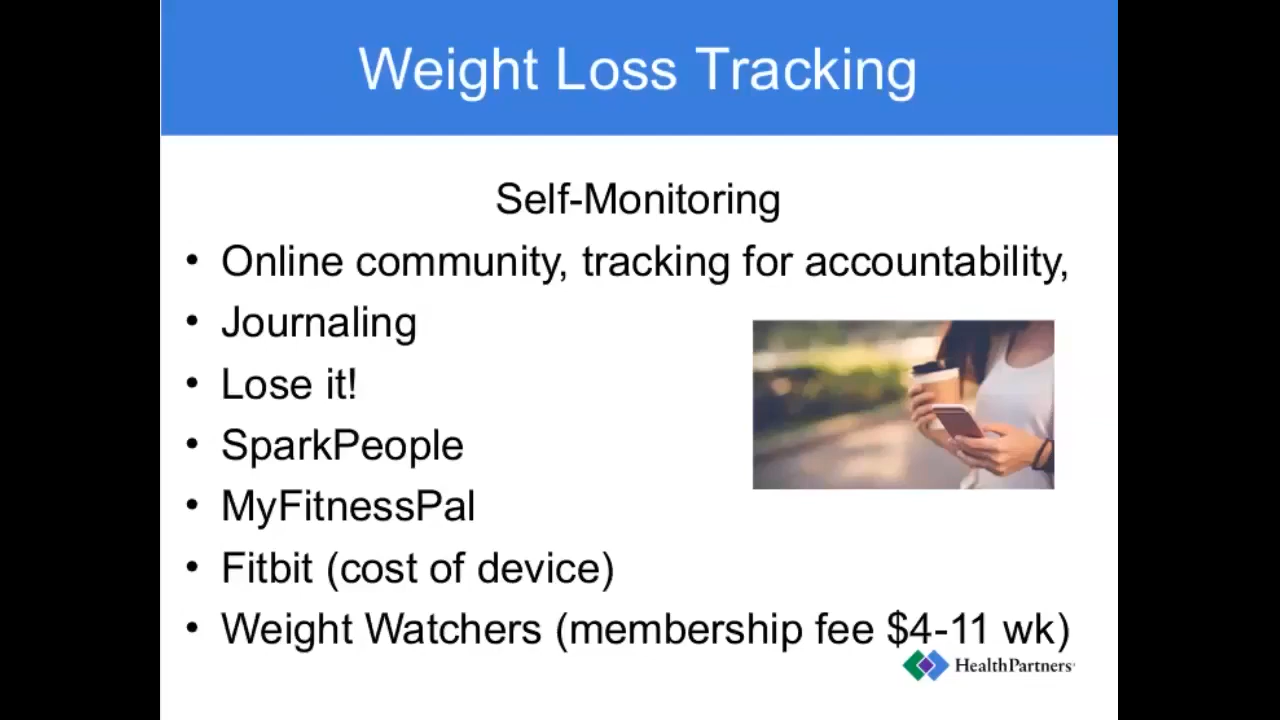 Weight Loss Tracking
Self-Monitoring
• Online community, tracking for accountability,
• Journaling
• Lose it!
• SparkPeople
• MyFitnessPal
• Fitbit (cost of device)
• Weight Watchers (membership fee $4-11 wk)
HealthPartners